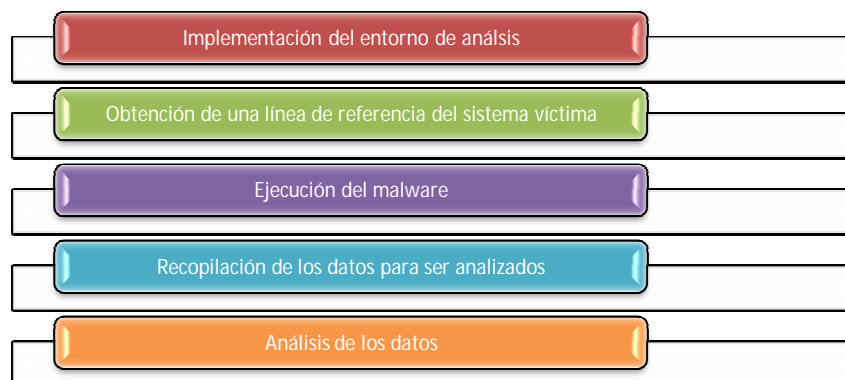 Implementación del entorno de análsis
Obtención de una línea de referencia del sistema víctima
Ejecución del malware
Recopilación de los datos para ser analizados
Análisis de los datos